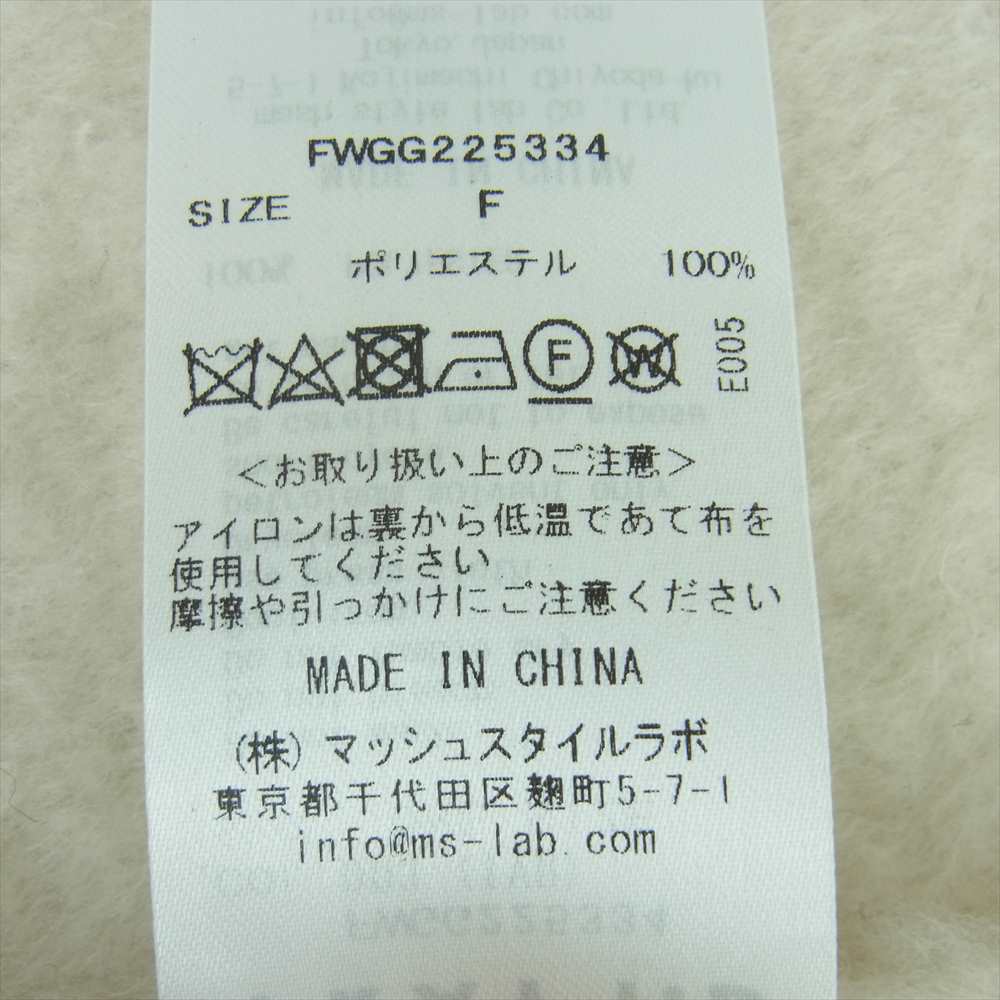 FWGG225334
SIZE F
ポリエステル 100%
F
W
E005
<お取り扱い上のご注意>
アイロンは裏から低温であて布を
使用してください
摩擦や引っかけにご注意ください
MADE IN CHINA
(株) マッシュスタイルラボ
東京都千代田区麹町5-7-1
info@ms-lab.com